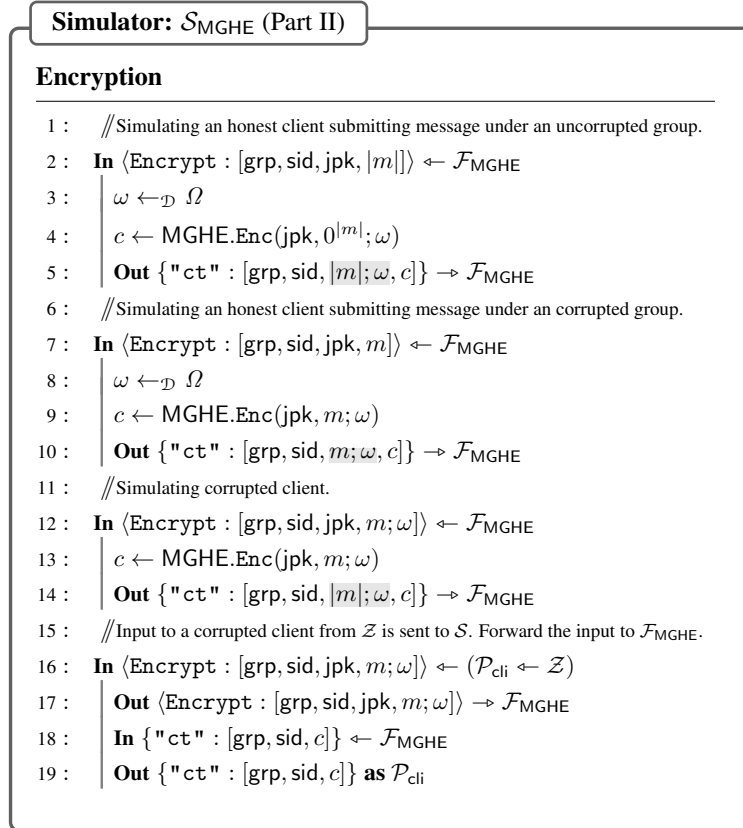 Simulator: 𝒮_MGHE (Part II)
Encryption
1 : //Simulating an honest client submitting message under an uncorrupted group.
2 : In ⟨Encrypt : [grp, sid, jpk, |m|]⟩ ← ℱ_MGHE
3 : ω ←_𝒟 Ω
4 : c ← MGHE.Enc(jpk, 0^{|m|}; ω)
5 : Out {"ct" : [grp, sid, |m|; ω, c]} → ℱ_MGHE
6 : //Simulating an honest client submitting message under an corrupted group.
7 : In ⟨Encrypt : [grp, sid, jpk, m]⟩ ← ℱ_MGHE
8 : ω ←_𝒟 Ω
9 : c ← MGHE.Enc(jpk, m; ω)
10 : Out {"ct" : [grp, sid, m; ω, c]} → ℱ_MGHE
11 : //Simulating corrupted client.
12 : In ⟨Encrypt : [grp, sid, jpk, m; ω]⟩ ← ℱ_MGHE
13 : c ← MGHE.Enc(jpk, m; ω)
14 : Out {"ct" : [grp, sid, |m|; ω, c]} → ℱ_MGHE
15 : //Input to a corrupted client from 𝒵 is sent to 𝒮. Forward the input to ℱ_MGHE.
16 : In ⟨Encrypt : [grp, sid, jpk, m; ω]⟩ ← (𝒫_cli ← 𝒵)
17 : Out ⟨Encrypt : [grp, sid, jpk, m; ω]⟩ → ℱ_MGHE
18 : In {"ct" : [grp, sid, c]} ← ℱ_MGHE
19 : Out {"ct" : [grp, sid, c]} as 𝒫_cli